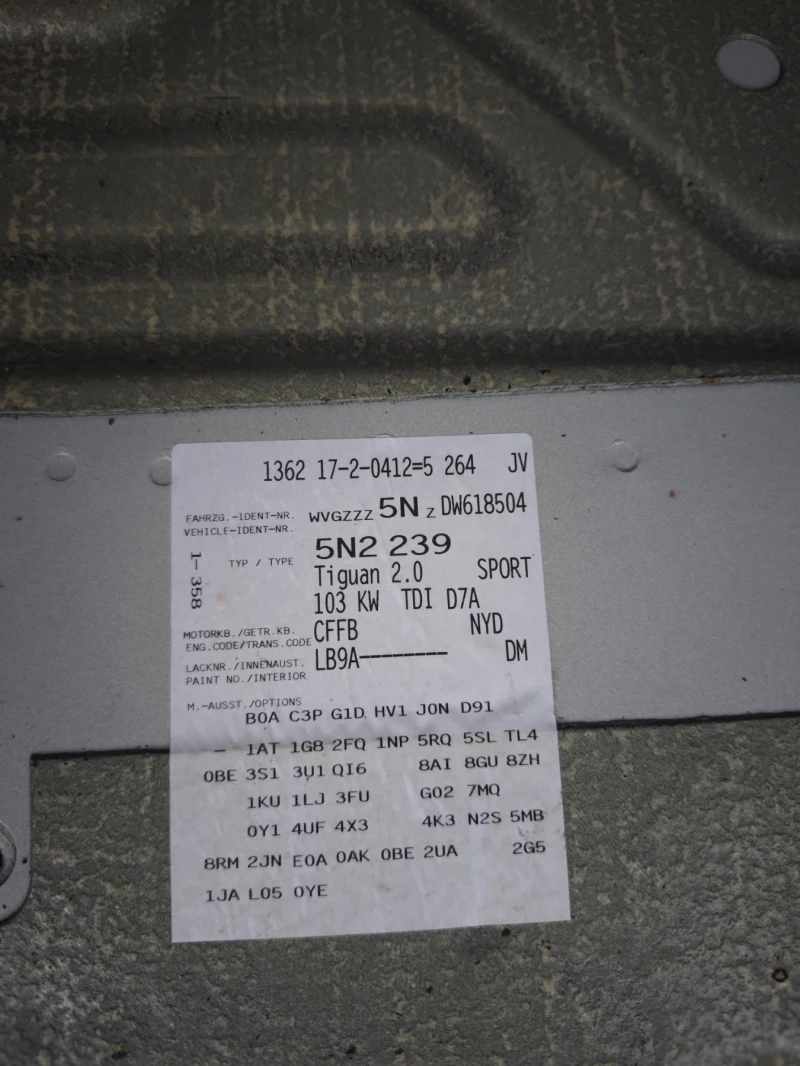 1362 17-2-0412=5 264 JV
FAHRZG.-IDENT-NR.
VEHICLE-IDENT-NR.
WVGZZZ 5N Z DW618504
1- 358
TYP / TYPE
5N2 239
Tiguan 2.0 SPORT
103 KW TDI D7A
MOTORKB./GETR.KB.
ENG.CODE/TRANS.CODE
CFFB NYD
LACKNR./INNENAUST.
PAINT NO./INTERIOR
LB9A-------- DM
M.-AUSST./OPTIONS
B0A C3P G1D HV1 J0N D91
- 1AT 1G8 2FQ 1NP 5RQ 5SL TL4
0BE 3S1 3U1 QI6 8AI 8GU 8ZH
1KU 1LJ 3FU G02 7MQ
0Y1 4UF 4X3 4K3 N2S 5MB
8RM 2JN E0A 0AK 0BE 2UA 2G5
1JA L05 0YE